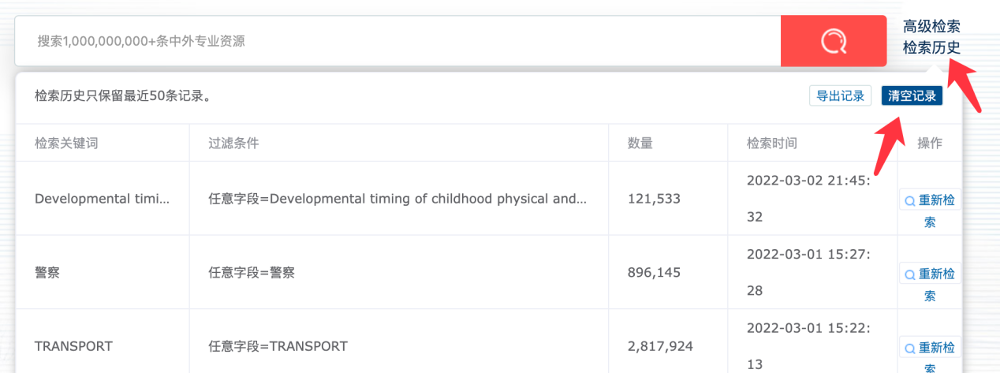 搜索1,000,000,000+条中外专业资源
高级检索
检索历史
检索历史只保留最近50条记录。
导出记录
清空记录
检索关键词
过滤条件
数量
检索时间
操作
Developmental timi...
任意字段=Developmental timing of childhood physical and...
121,533
2022-03-02 21:45:
32
重新检
索
警察
任意字段=警察
896,145
2022-03-01 15:27:
28
重新检
索
TRANSPORT
任意字段=TRANSPORT
2,817,924
2022-03-01 15:22:
13
重新检
索